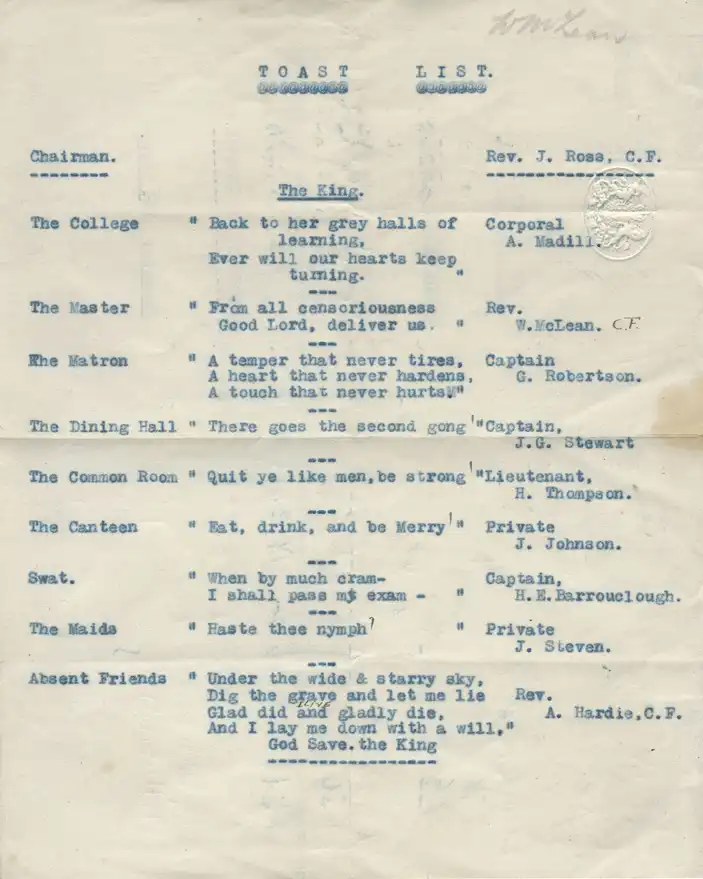 WMcLean
TOAST LIST.
Chairman. Rev. J. Ross, C.F.
The King.
The College " Back to her grey halls of Corporal
learning, A. Madill.
Ever will our hearts keep
turning. "
The Master " From all censoriousness Rev.
Good Lord, deliver us. " W.McLean. C.F.
Ehe Matron " A temper that never tires, Captain
A heart that never hardens, G. Robertson.
A touch that never hurts."
The Dining Hall " There goes the second gong' "Captain,
J.G. Stewart
The Common Room " Quit ye like men,be strong' "Lieutenant,
H. Thompson.
The Canteen " Eat, drink, and be Merry! " Private
J. Johnson.
Swat. " When by much cram- Captain,
I shall pass my exam - " H.E.Barrouclough.
The Maids " Haste thee nymph' " Private
J. Steven.
Absent Friends " Under the wide & starry sky,
Dig the grave and let me lie Rev.
live
Glad did and gladly die, A. Hardie,C.F.
And I lay me down with a will,"
God Save.the King